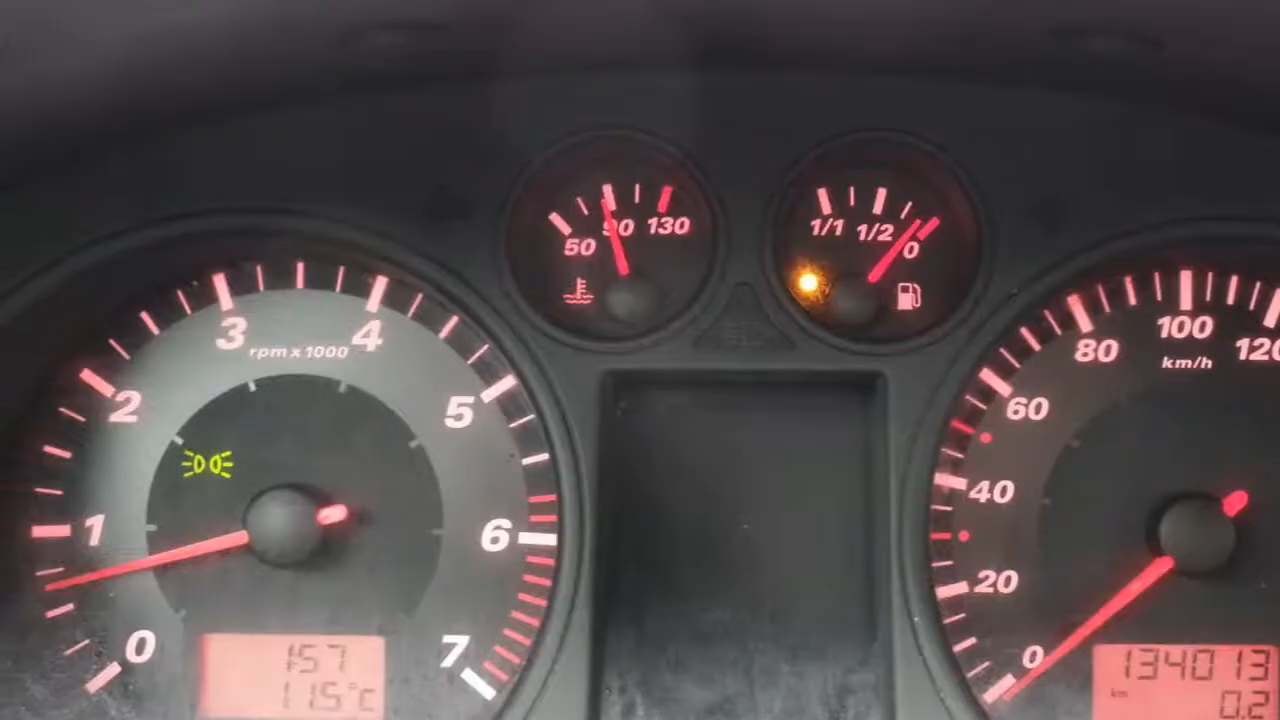 0 1 2 3 4 5 6 7
rpm x 1000
1:57
11.5°C
50 90 130
1/1 1/2 0
0 20 40 60 80 100 120
km/h
134013
km 0.2